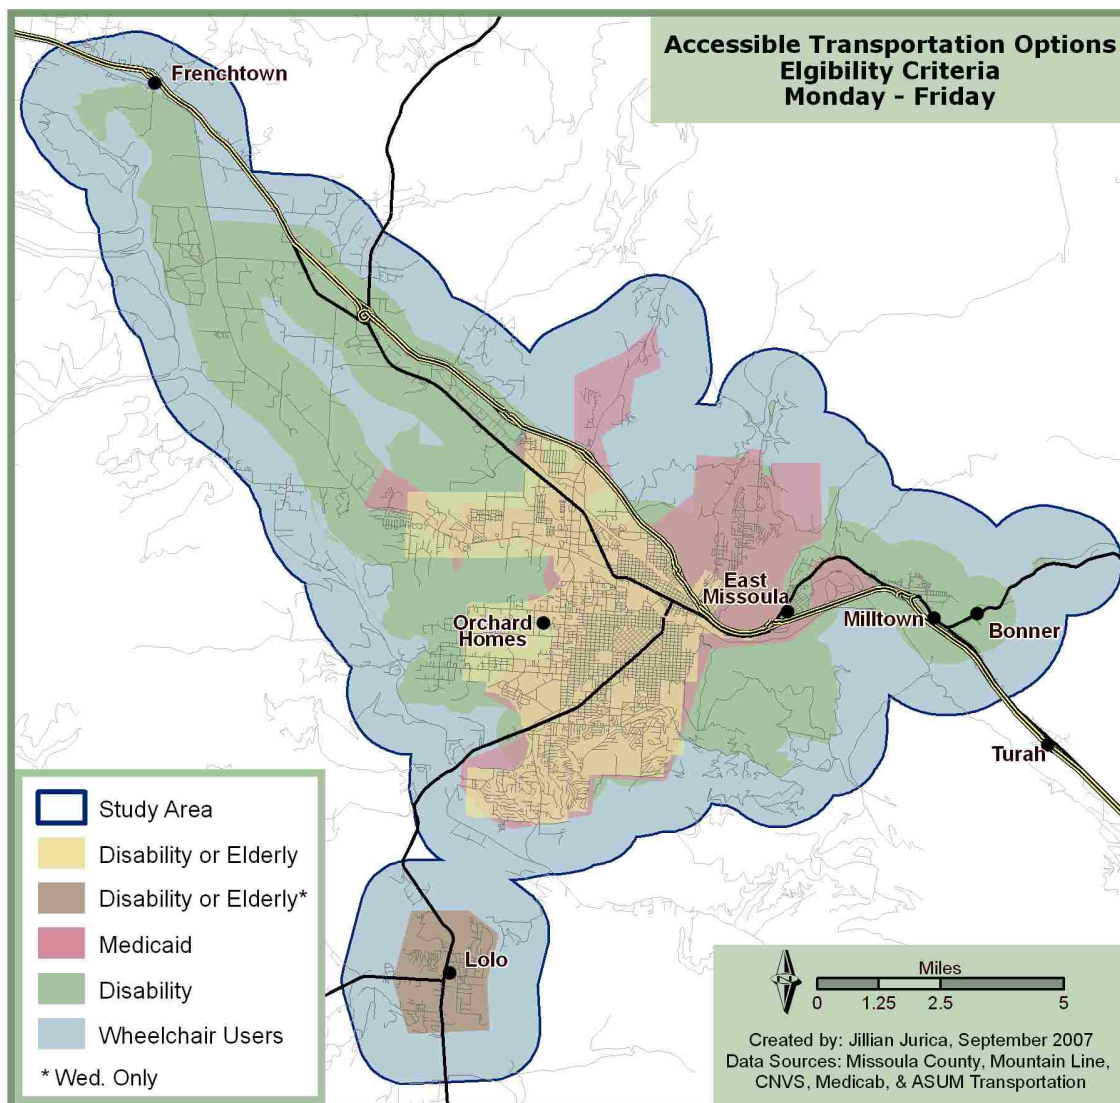 Accessible Transportation Options
Elgibility Criteria
Monday - Friday
Frenchtown
East
Missoula
Orchard
Homes
Milltown
Bonner
Turah
Lolo
Study Area
Disability or Elderly
Disability or Elderly*
Medicaid
Disability
Wheelchair Users
* Wed. Only
Miles
0 1.25 2.5 5
Created by: Jillian Jurica, September 2007
Data Sources: Missoula County, Mountain Line,
CNVS, Medicab, & ASUM Transportation